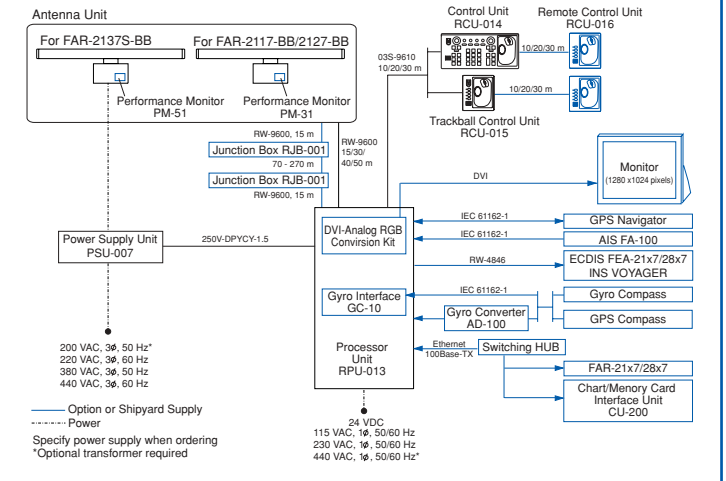 Antenna Unit
For FAR-2137S-BB
For FAR-2117-BB/2127-BB
Performance Monitor
PM-51
Performance Monitor
PM-31
Control Unit
RCU-014
Remote Control Unit
RCU-016
03S-9610
10/20/30 m
10/20/30 m
10/20/30 m
Trackball Control Unit
RCU-015
RW-9600, 15 m
Junction Box RJB-001
70 - 270 m
Junction Box RJB-001
RW-9600, 15 m
RW-9600
15/30/
40/50 m
DVI
Monitor
(1280 x1024 pixels)
Power Supply Unit
PSU-007
250V-DPYCY-1.5
DVI-Analog RGB
Convirsion Kit
IEC 61162-1
GPS Navigator
IEC 61162-1
AIS FA-100
RW-4846
ECDIS FEA-21x7/28x7
INS VOYAGER
Gyro Interface
GC-10
IEC 61162-1
Gyro Compass
Gyro Converter
AD-100
GPS Compass
Processor
Unit
RPU-013
Ethernet
100Base-TX
Switching HUB
FAR-21x7/28x7
Chart/Menory Card
Interface Unit
CU-200
200 VAC, 3ø, 50 Hz*
220 VAC, 3ø, 60 Hz
380 VAC, 3ø, 50 Hz
440 VAC, 3ø, 60 Hz
Option or Shipyard Supply
Power
Specify power supply when ordering
*Optional transformer required
24 VDC
115 VAC, 1ø, 50/60 Hz
230 VAC, 1ø, 50/60 Hz
440 VAC, 1ø, 50/60 Hz*